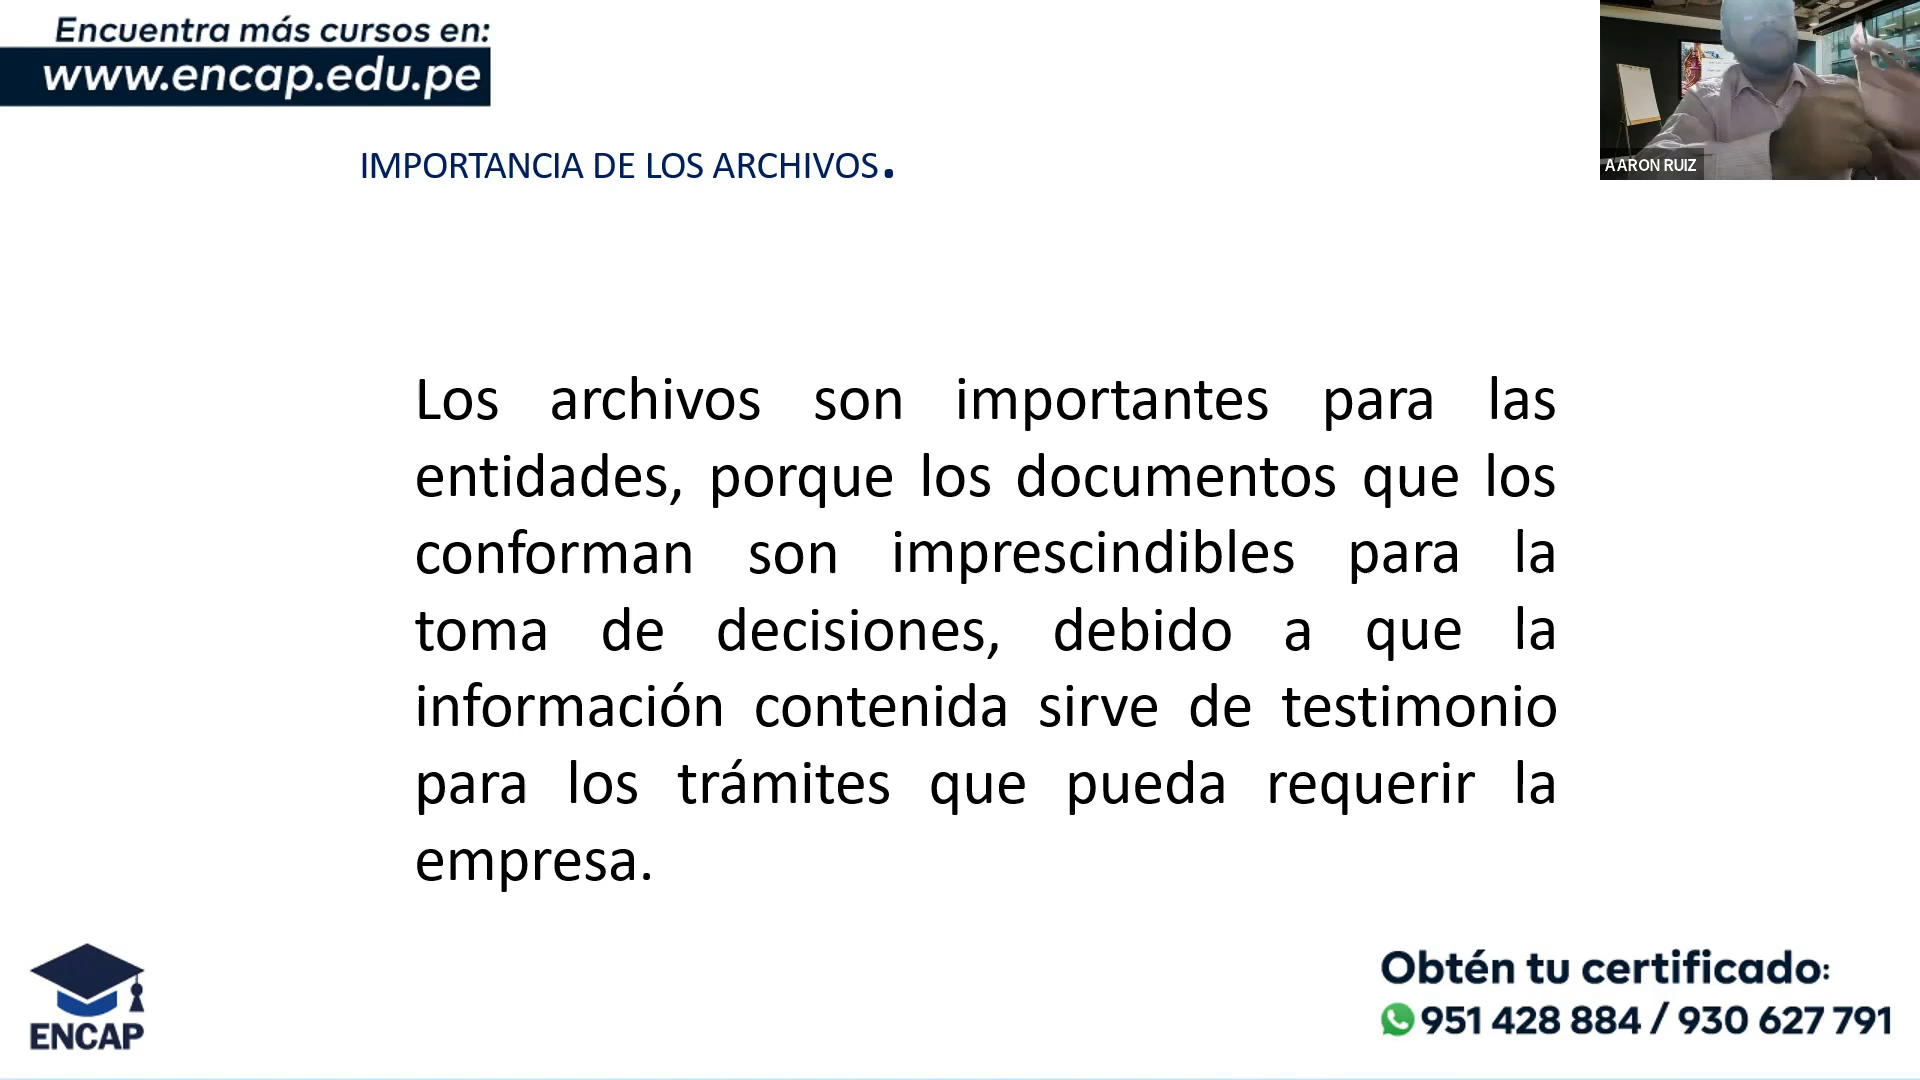 Encuentra más cursos en:
www.encap.edu.pe
AARON RUIZ
IMPORTANCIA DE LOS ARCHIVOS.
Los archivos son importantes para las
entidades, porque los documentos que los
conforman son imprescindibles para la
toma de decisiones, debido a que la
información contenida sirve de testimonio
para los trámites que pueda requerir la
empresa.
ENCAP
Obtén tu certificado:
951 428 884 / 930 627 791